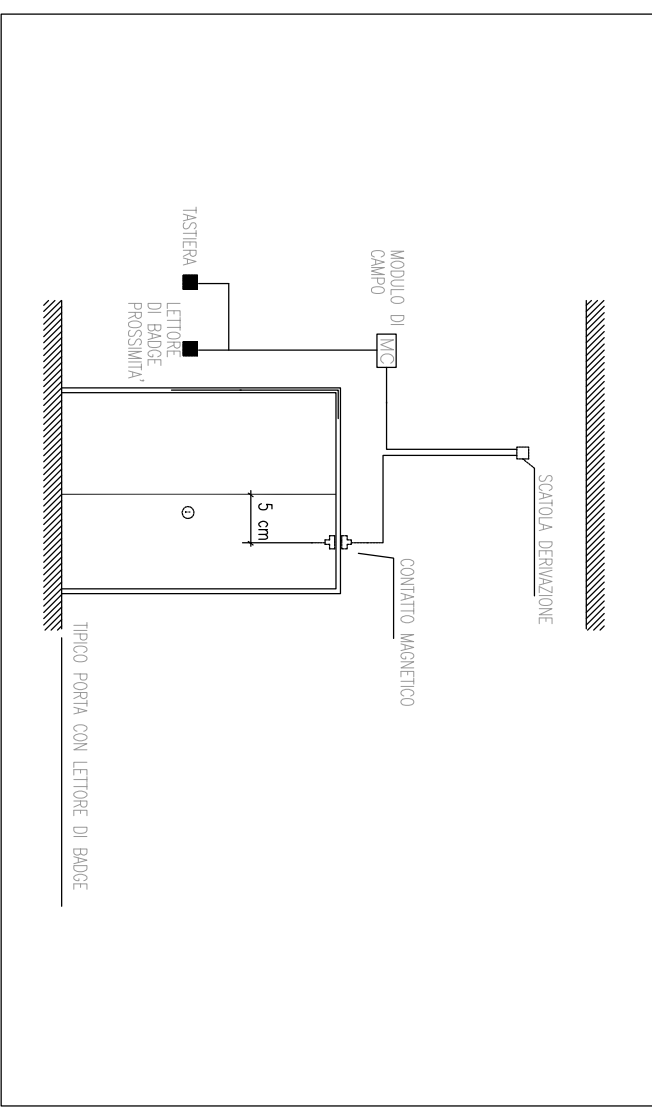 SCATOLA DERIVAZIONE
MODULO DI
CAMPO
MC
CONTATTO MAGNETICO
5 cm
TASTIERA
LETTORE
DI BADGE
PROSSIMITA'
TIPICO PORTA CON LETTORE DI BADGE